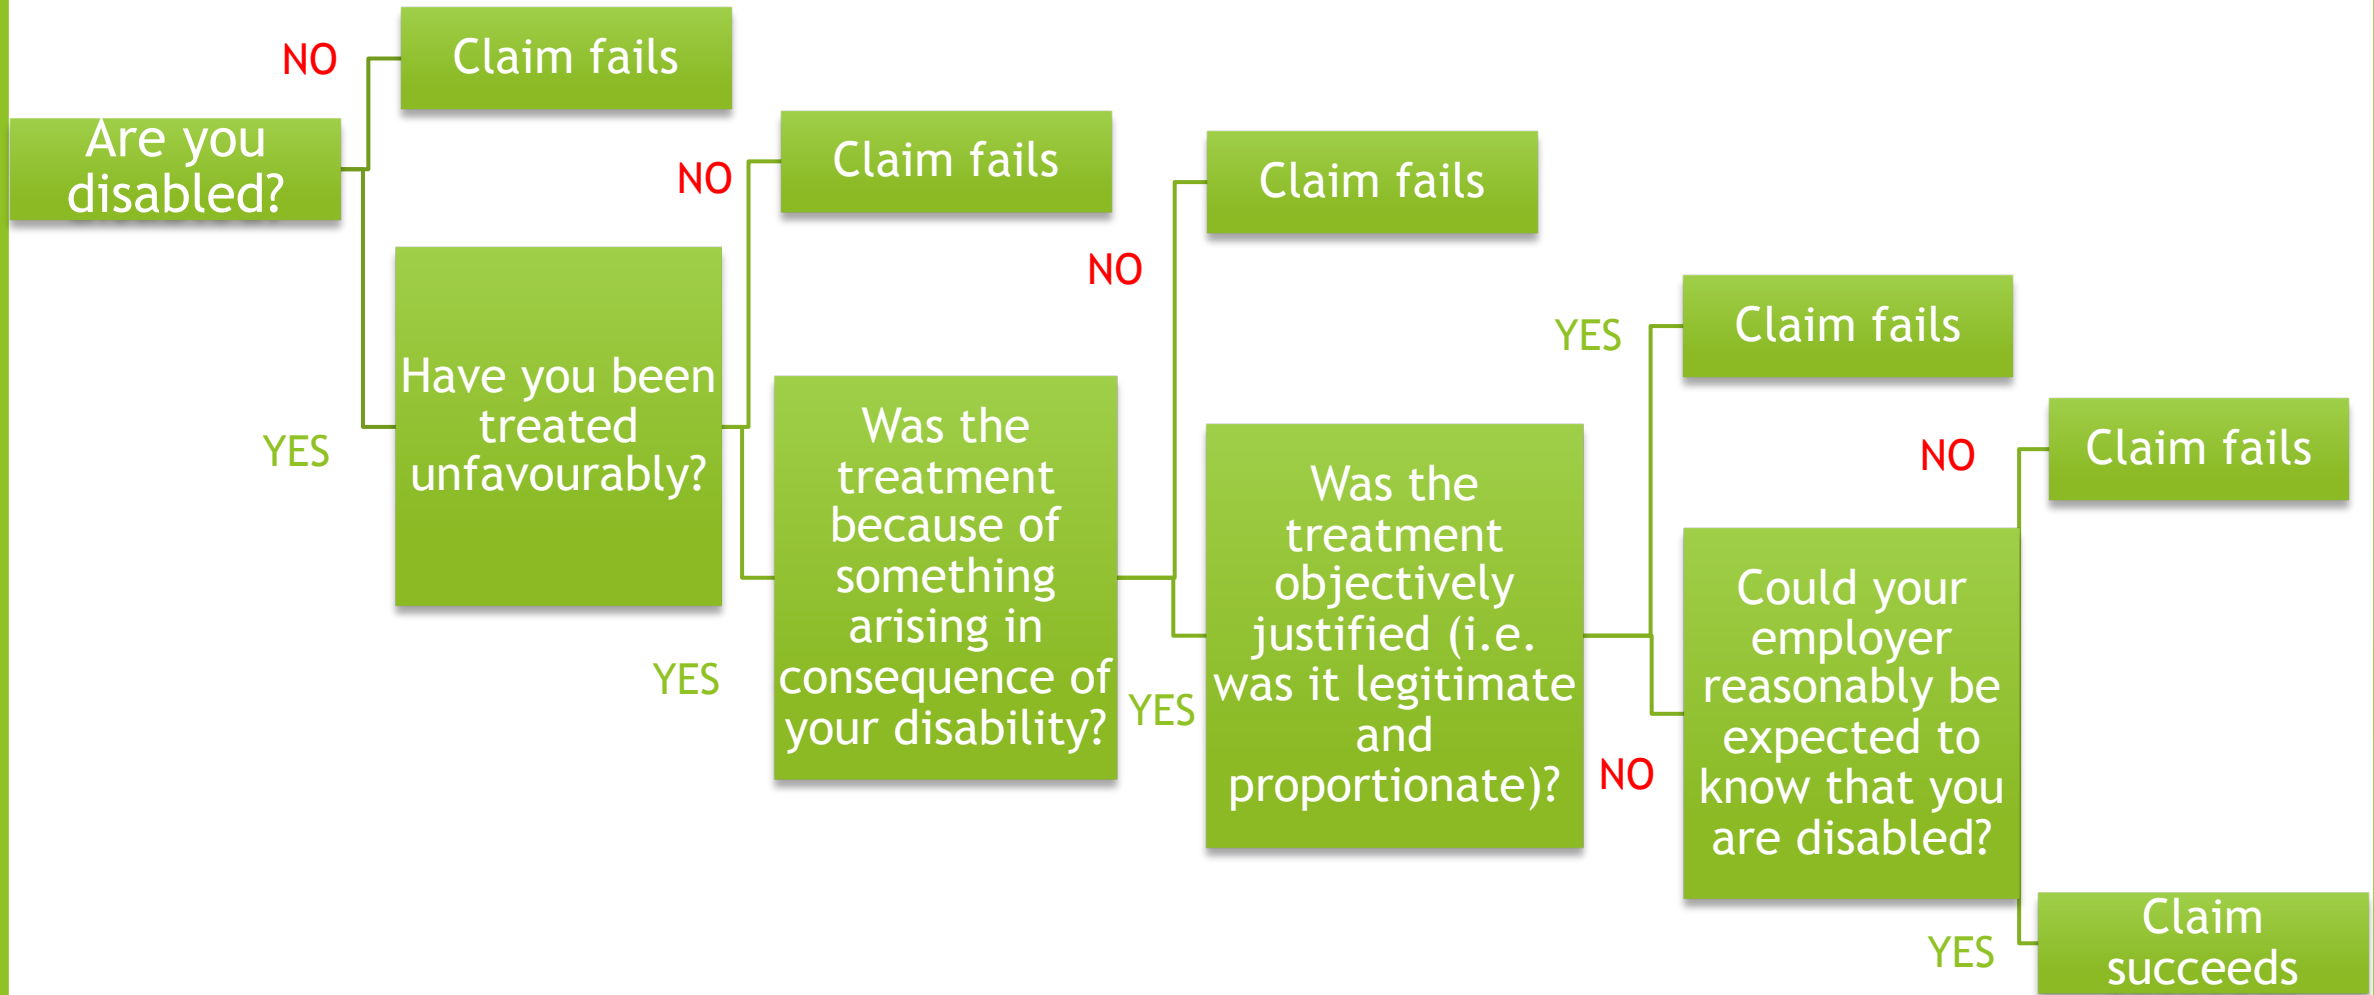 NO
Claim fails
Are you
disabled?
YES
Have you been
treated
unfavourably?
NO
Claim fails
YES
Was the
treatment
because of
something
arising in
consequence of
your disability?
NO
Claim fails
YES
Was the
treatment
objectively
justified (i.e.
was it legitimate
and
proportionate)?
YES
Claim fails
NO
Could your
employer
reasonably be
expected to
know that you
are disabled?
NO
Claim fails
YES
Claim
succeeds